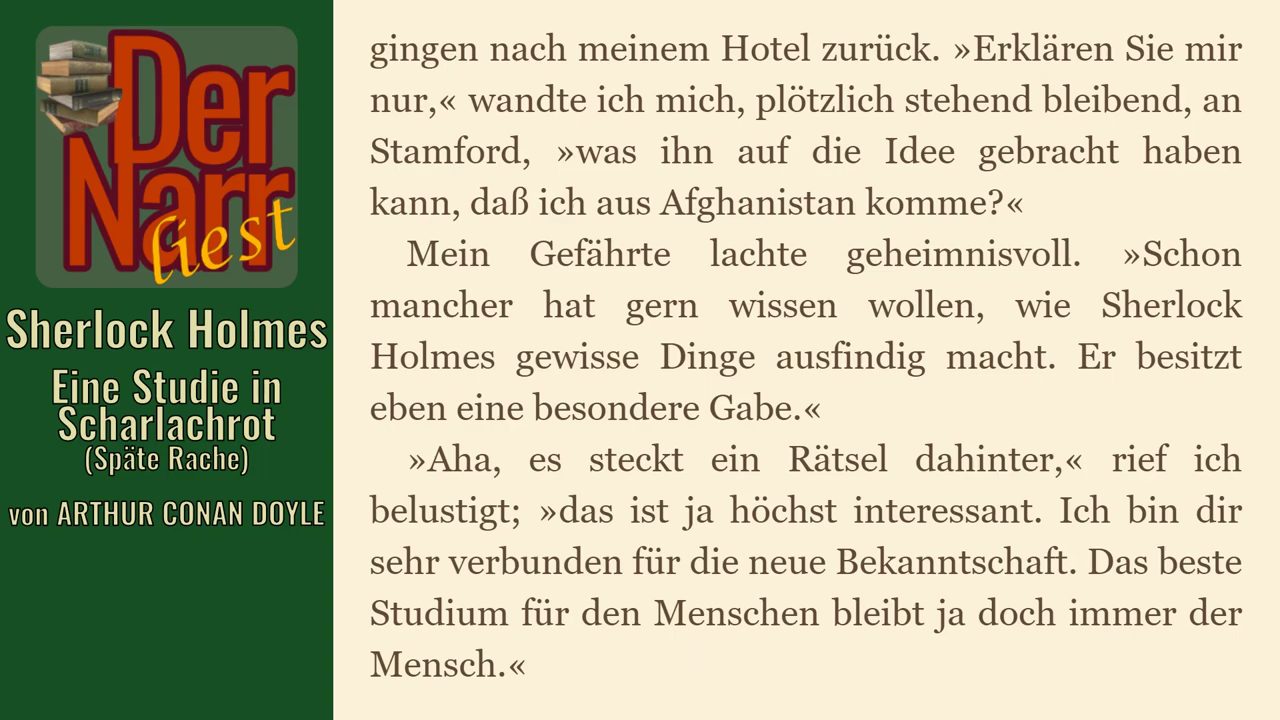 Der
Narr
liest
Sherlock Holmes
Eine Studie in
Scharlachrot
(Späte Rache)
von ARTHUR CONAN DOYLE
gingen nach meinem Hotel zurück. »Erklären Sie mir
nur,« wandte ich mich, plötzlich stehend bleibend, an
Stamford, »was ihn auf die Idee gebracht haben
kann, daß ich aus Afghanistan komme?«
Mein Gefährte lachte geheimnisvoll. »Schon
mancher hat gern wissen wollen, wie Sherlock
Holmes gewisse Dinge ausfindig macht. Er besitzt
eben eine besondere Gabe.«
»Aha, es steckt ein Rätsel dahinter,« rief ich
belustigt; »das ist ja höchst interessant. Ich bin dir
sehr verbunden für die neue Bekanntschaft. Das beste
Studium für den Menschen bleibt ja doch immer der
Mensch.«